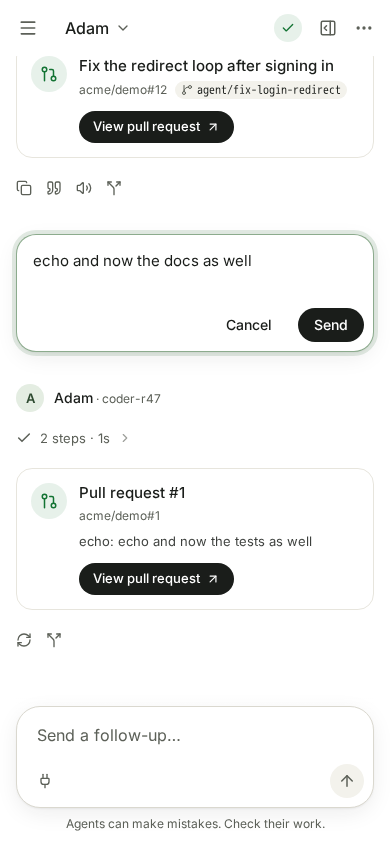 Adam
Fix the redirect loop after signing in
acme/demo#12 agent/fix-login-redirect
View pull request
echo and now the docs as well
Cancel Send
A Adam · coder-r47
2 steps · 1s
Pull request #1
acme/demo#1
echo: echo and now the tests as well
View pull request
Send a follow-up...
Agents can make mistakes. Check their work.